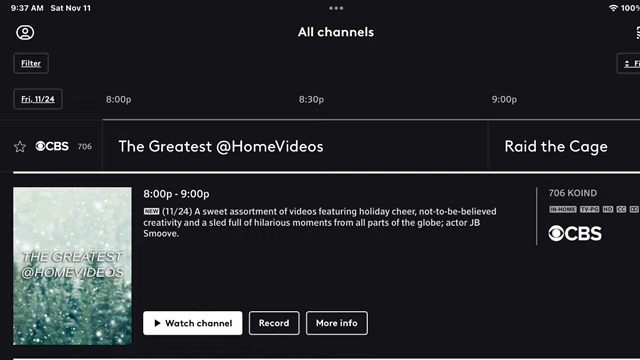 9:37 AM Sat Nov 11
100%
All channels
Filter
Fri, 11/24
8:00p
8:30p
9:00p
CBS 706
The Greatest @HomeVideos
Raid the Cage
8:00p - 9:00p
NEW (11/24) A sweet assortment of videos featuring holiday cheer, not-to-be-believed
creativity and a sled full of hilarious moments from all parts of the globe; actor JB
Smoove.
706 KOIND
IN-HOME TV-PG HD CC
CBS
THE GREATEST
@HOMEVIDEOS
Watch channel
Record
More info